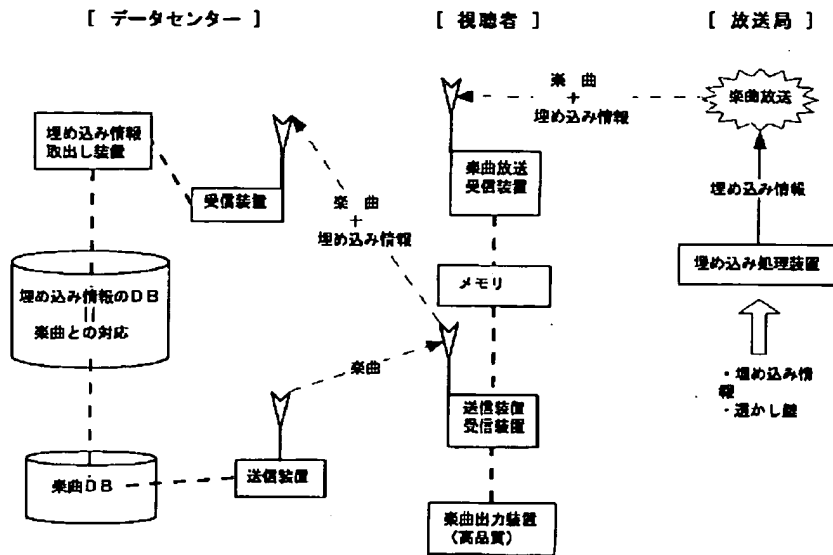 [ データセンター ]
[ 視聴者 ]
[ 放送局 ]
埋め込み情報
取出し装置
受信装置
楽 曲
＋
埋め込み情報
楽曲放送
受信装置
楽 曲
＋
埋め込み情報
楽曲放送
埋め込み情報
埋め込み処理装置
・埋め込み情
報
・透かし鍵
メモリ
埋め込み情報のDB
||
楽曲との対応
楽曲
送信装置
受信装置
楽曲DB
送信装置
楽曲出力装置
(高品質)